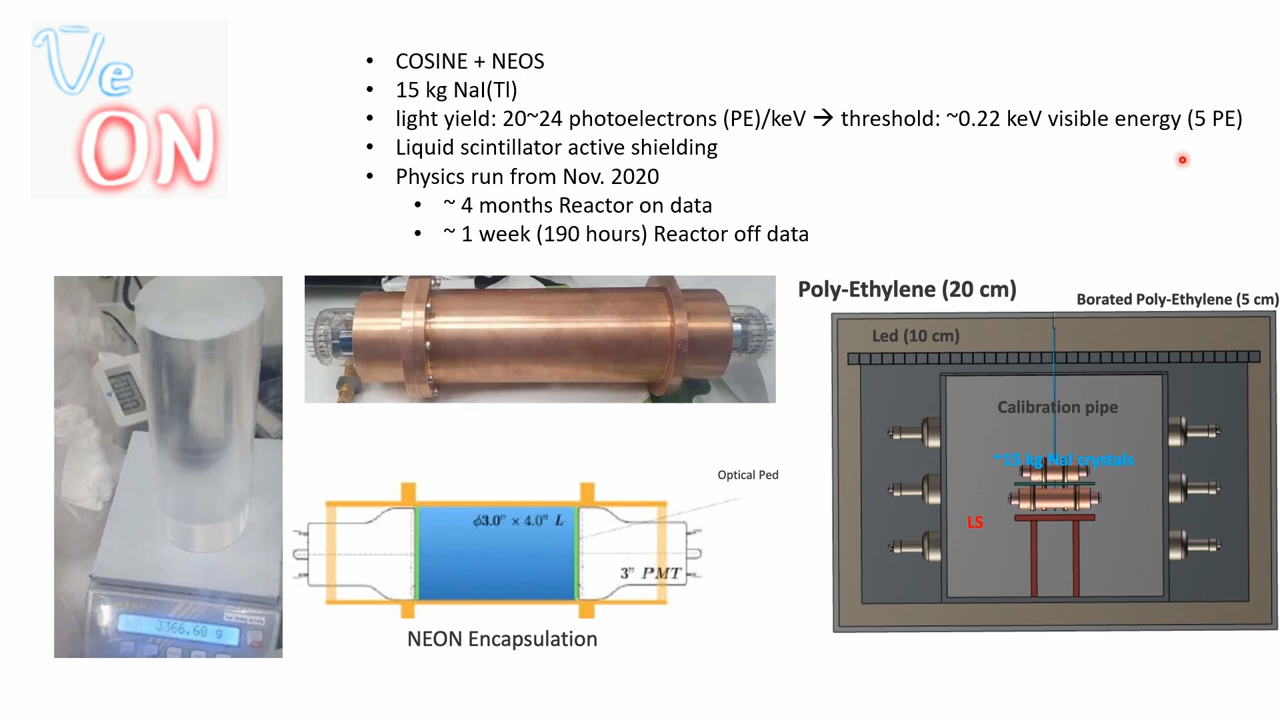 ν̅e
ON
• COSINE + NEOS
• 15 kg NaI(Tl)
• light yield: 20~24 photoelectrons (PE)/keV → threshold: ~0.22 keV visible energy (5 PE)
• Liquid scintillator active shielding
• Physics run from Nov. 2020
• ~ 4 months Reactor on data
• ~ 1 week (190 hours) Reactor off data
Poly-Ethylene (20 cm)
Borated Poly-Ethylene (5 cm)
Led (10 cm)
Calibration pipe
~15 kg NaI crystals
LS
Optical Ped
ϕ3.0" × 4.0" L
3" PMT
3366.60 g
NEON Encapsulation